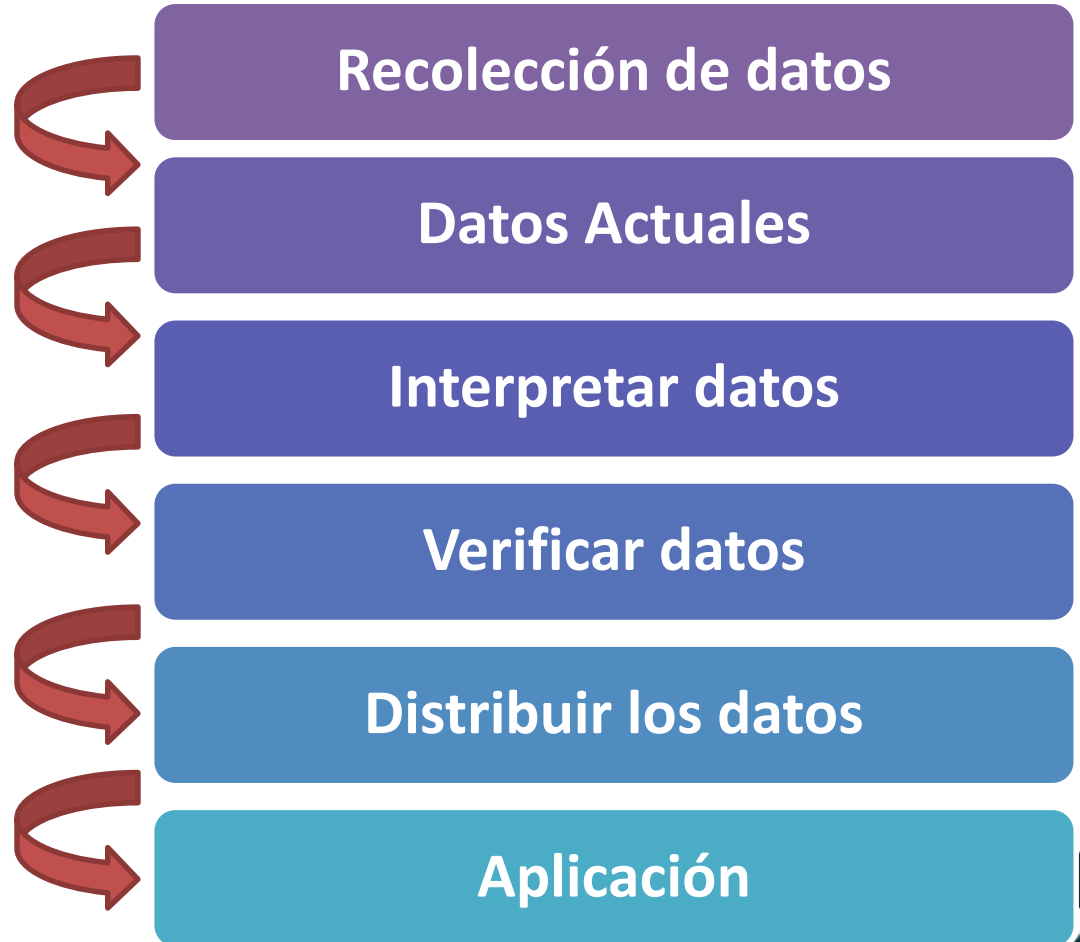 Recolección de datos
Datos Actuales
Interpretar datos
Verificar datos
Distribuir los datos
Aplicación